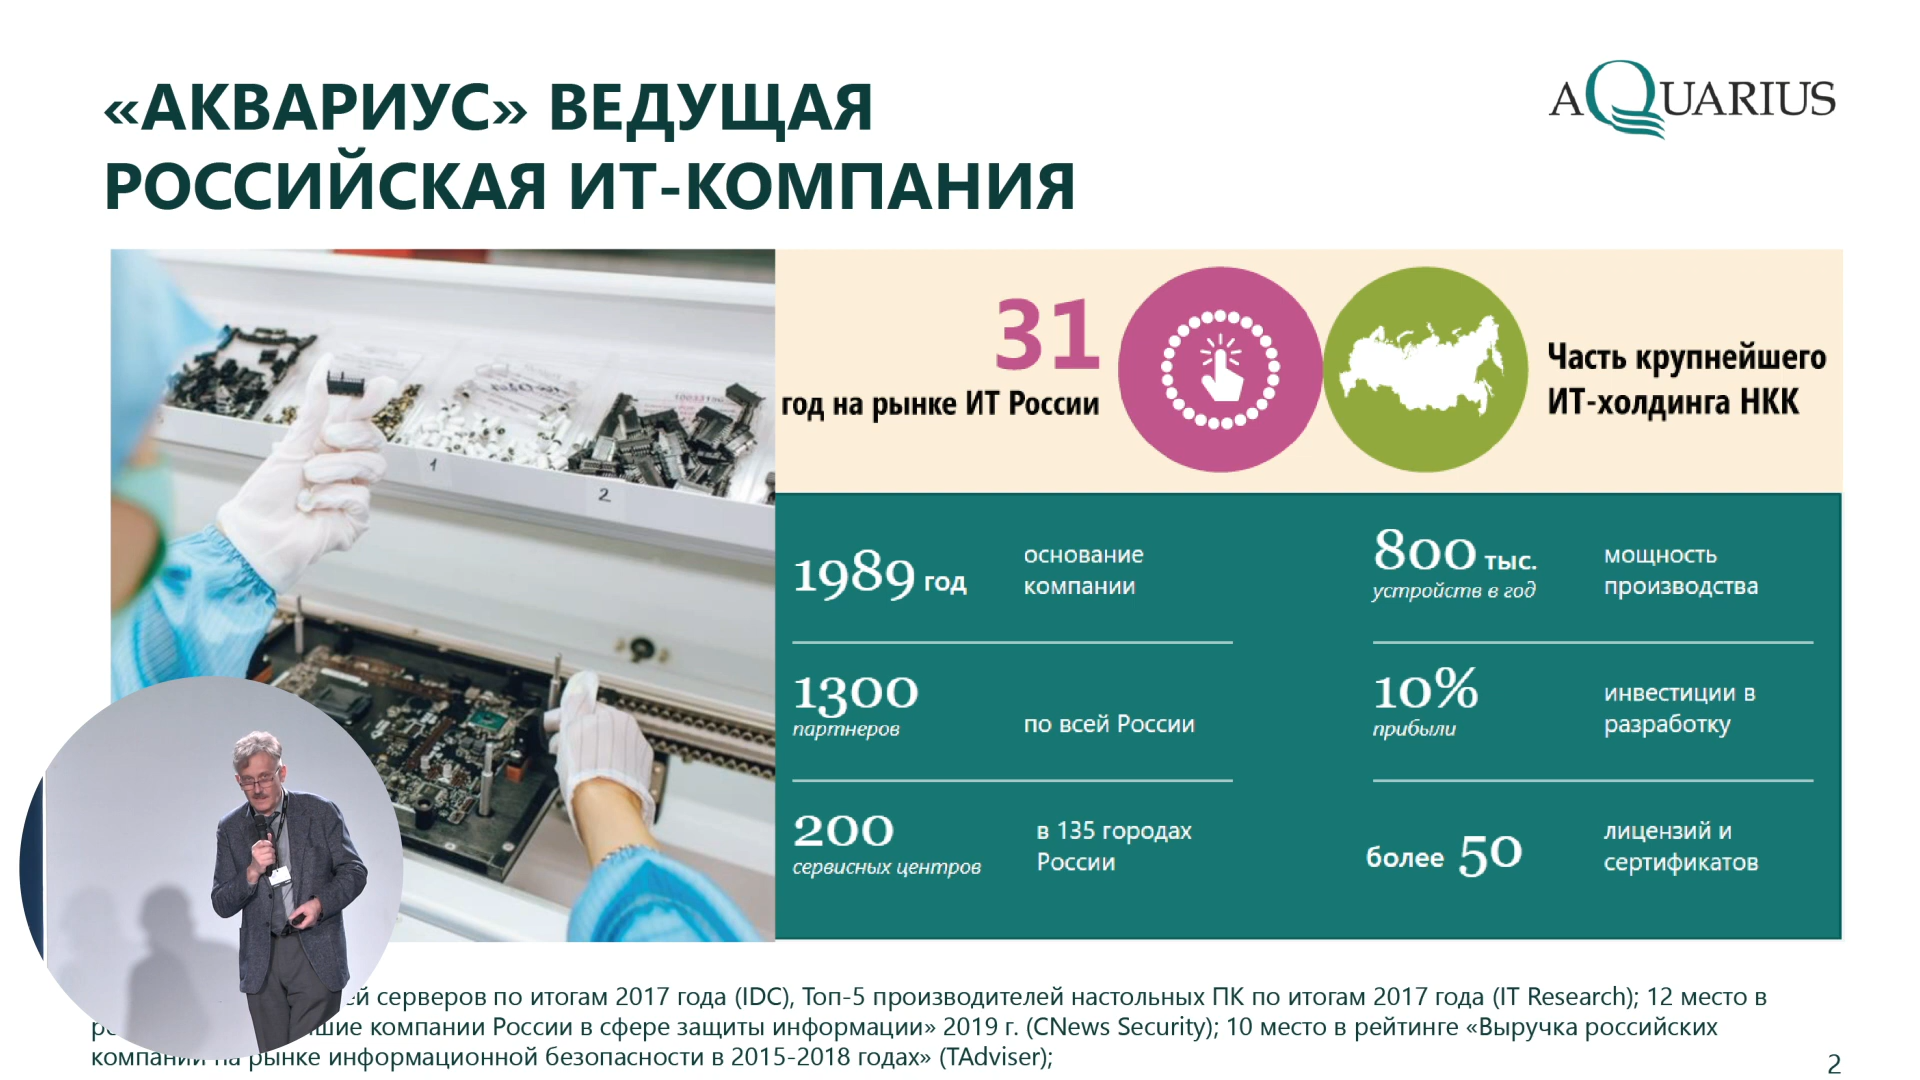 «АКВАРИУС» ВЕДУЩАЯ
РОССИЙСКАЯ ИТ-КОМПАНИЯ
AQUARIUS
31
год на рынке ИТ России
Часть крупнейшего
ИТ-холдинга НКК
1
2
1989 год
основание
компании
800 тыс.
устройств в год
мощность
производства
1300
партнеров
по всей России
10%
прибыли
инвестиции в
разработку
200
сервисных центров
в 135 городах
России
более 50
лицензий и
сертификатов
серверов по итогам 2017 года (IDC), Топ-5 производителей настольных ПК по итогам 2017 года (IT Research); 12 место в
компании России в сфере защиты информации» 2019 г. (CNews Security); 10 место в рейтинге «Выручка российских
компаний на рынке информационной безопасности в 2015-2018 годах» (TAdviser);
2